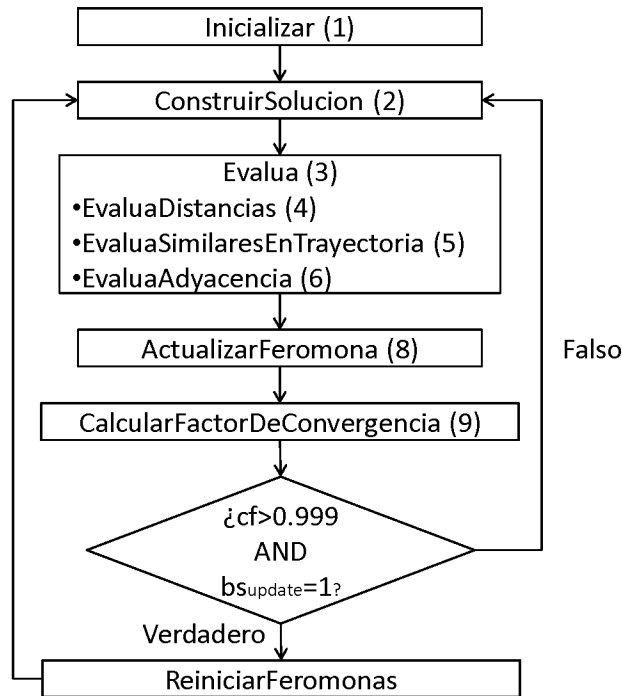 Inicializar (1)
ConstruirSolucion (2)
Evalua (3)
•EvaluaDistancias (4)
•EvaluaSimilaresEnTrayectoria (5)
•EvaluaAdyacencia (6)
ActualizarFeromona (8)
Falso
CalcularFactorDeConvergencia (9)
¿cf>0.999
AND
bsupdate=1?
Verdadero
ReiniciarFeromonas